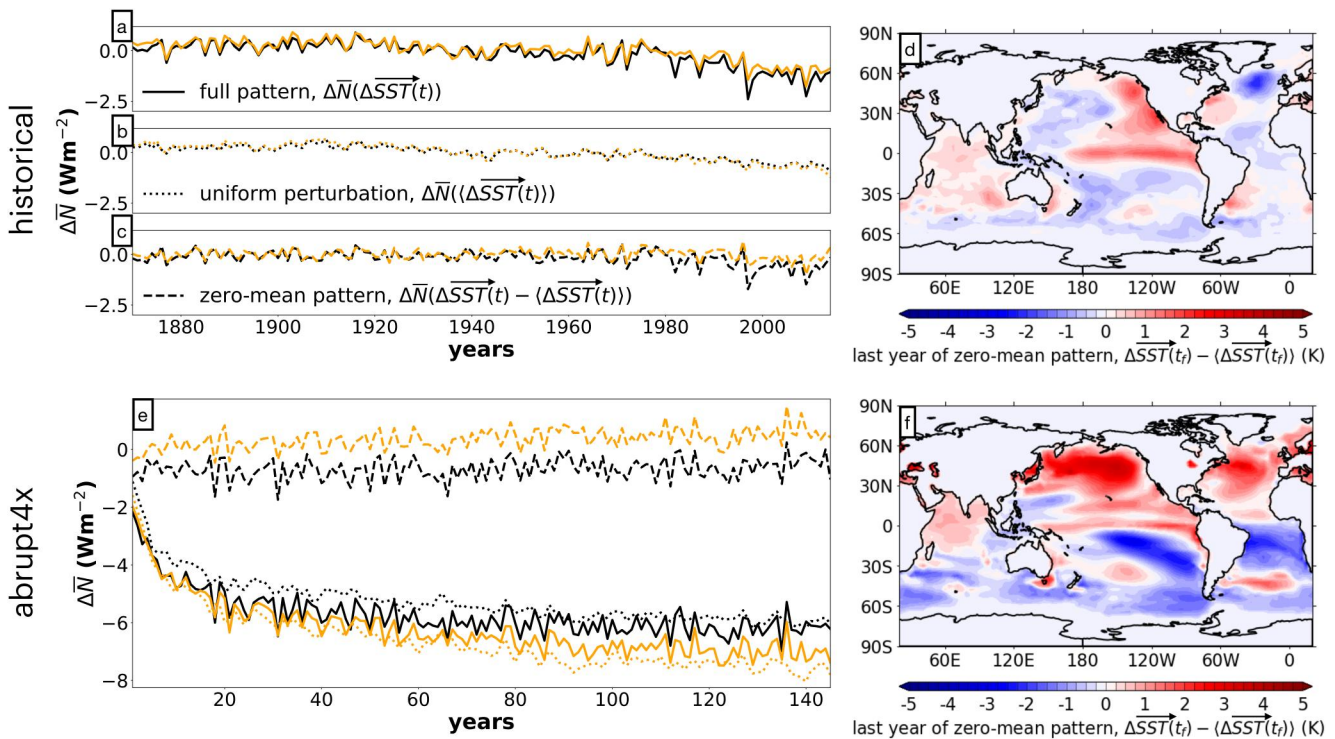 historical
ΔN̅ (Wm⁻²)
a
0.0
−2.5
full pattern, ΔN̅(ΔSST(t)⃗)
b
0.0
−2.5
uniform perturbation, ΔN̅(⟨ΔSST(t)⃗⟩)
c
0.0
−2.5
zero-mean pattern, ΔN̅(ΔSST(t)⃗ − ⟨ΔSST(t)⃗⟩)
1880 1900 1920 1940 1960 1980 2000
years
d
90N
60N
30N
0
30S
60S
90S
60E 120E 180 120W 60W 0
-5 -4 -3 -2 -1 0 1 2 3 4 5
last year of zero-mean pattern, ΔSST(t_f)⃗ − ⟨ΔSST(t_f)⃗⟩ (K)
abrupt4x
ΔN̅ (Wm⁻²)
e
0
−2
−4
−6
−8
20 40 60 80 100 120 140
years
f
90N
60N
30N
0
30S
60S
90S
60E 120E 180 120W 60W 0
-5 -4 -3 -2 -1 0 1 2 3 4 5
last year of zero-mean pattern, ΔSST(t_f)⃗ − ⟨ΔSST(t_f)⃗⟩ (K)